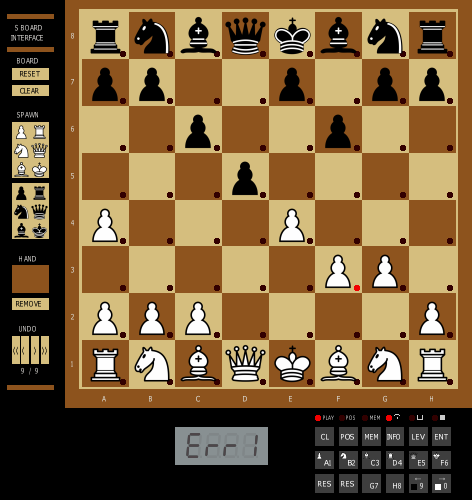 S BOARD
INTERFACE
BOARD
RESET
CLEAR
SPAWN
HAND
REMOVE
UNDO
9 / 9
8
7
6
5
4
3
2
1
A B C D E F G H
Err1
PLAY POS MEM
CL POS MEM INFO LEV ENT
A1 B2 C3 D4 E5 F6
RES RES G7 H8 9 0